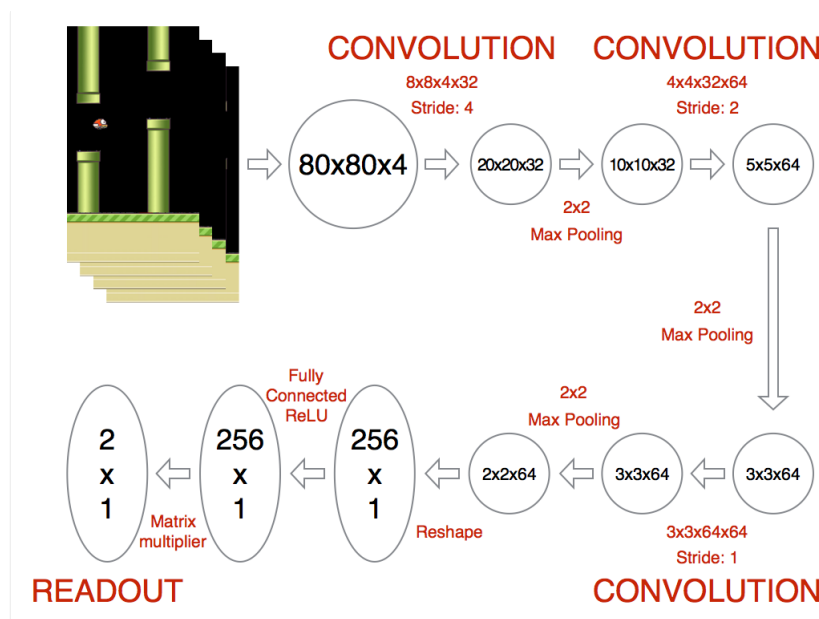 CONVOLUTION
8x8x4x32
Stride: 4
CONVOLUTION
4x4x32x64
Stride: 2
80x80x4
20x20x32
10x10x32
5x5x64
2x2
Max Pooling
2x2
Max Pooling
Fully
Connected
ReLU
2x2
Max Pooling
2
x
1
256
x
1
256
x
1
2x2x64
3x3x64
3x3x64
Matrix
multiplier
Reshape
3x3x64x64
Stride: 1
READOUT
CONVOLUTION